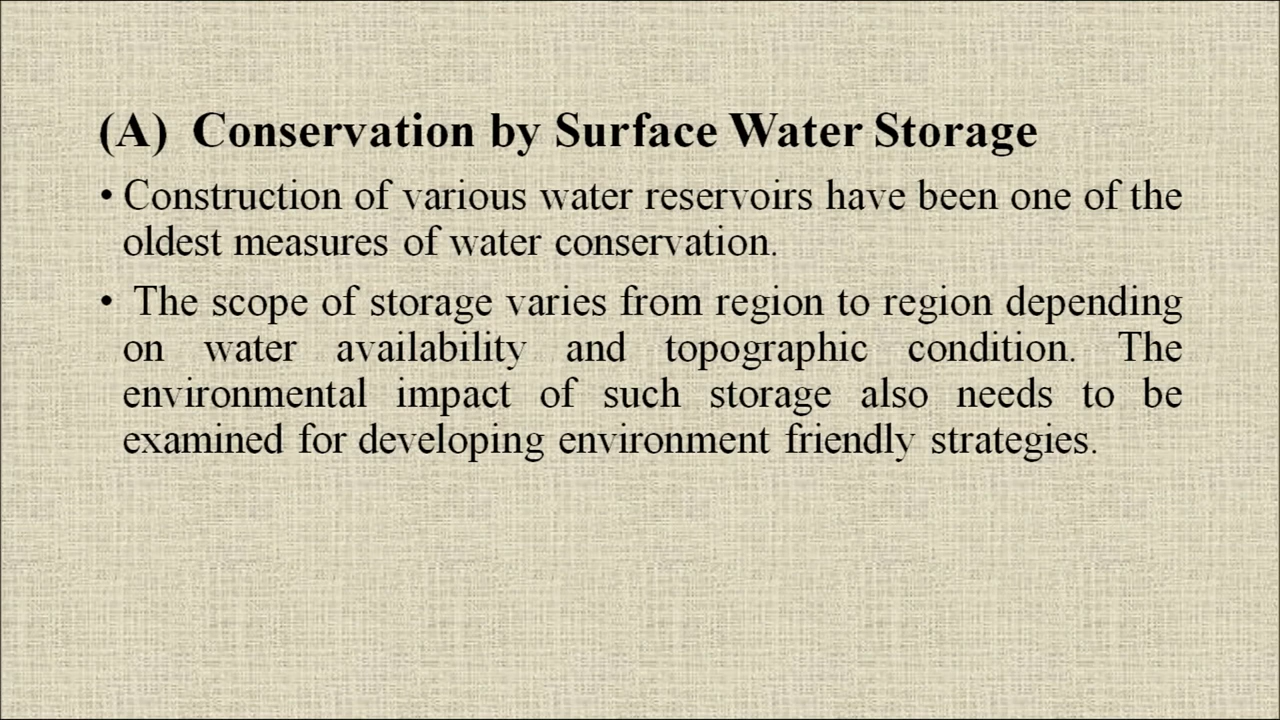 (A) Conservation by Surface Water Storage
• Construction of various water reservoirs have been one of the
oldest measures of water conservation.
• The scope of storage varies from region to region depending
on water availability and topographic condition. The
environmental impact of such storage also needs to be
examined for developing environment friendly strategies.